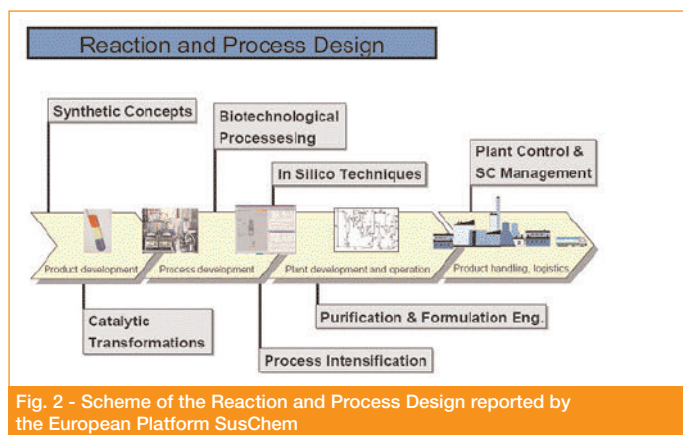 Reaction and Process Design
Synthetic Concepts
Biotechnological
Processesing
In Silico Techniques
Plant Control &
SC Management
Product development
Process development
Plant development and operation
Product handling, logistics
Catalytic
Transformations
Purification & Formulation Eng.
Process Intensification
Fig. 2 - Scheme of the Reaction and Process Design reported by
the European Platform SusChem